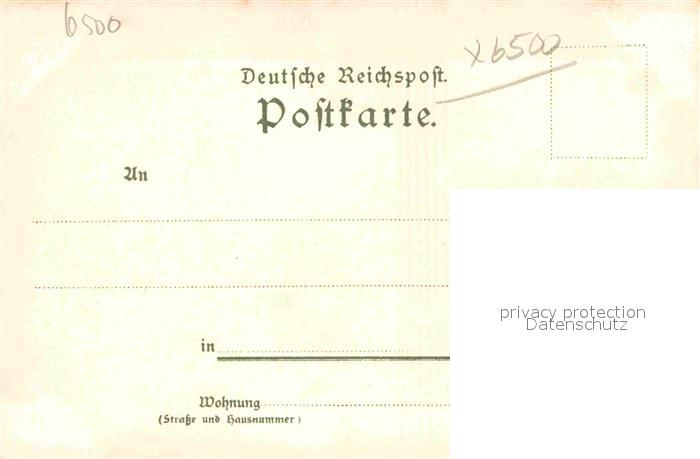 6500
x6500
Deutsche Reichspost.
Postkarte.
An
in
Wohnung
(Straße und Hausnummer)
privacy protection
Datenschutz